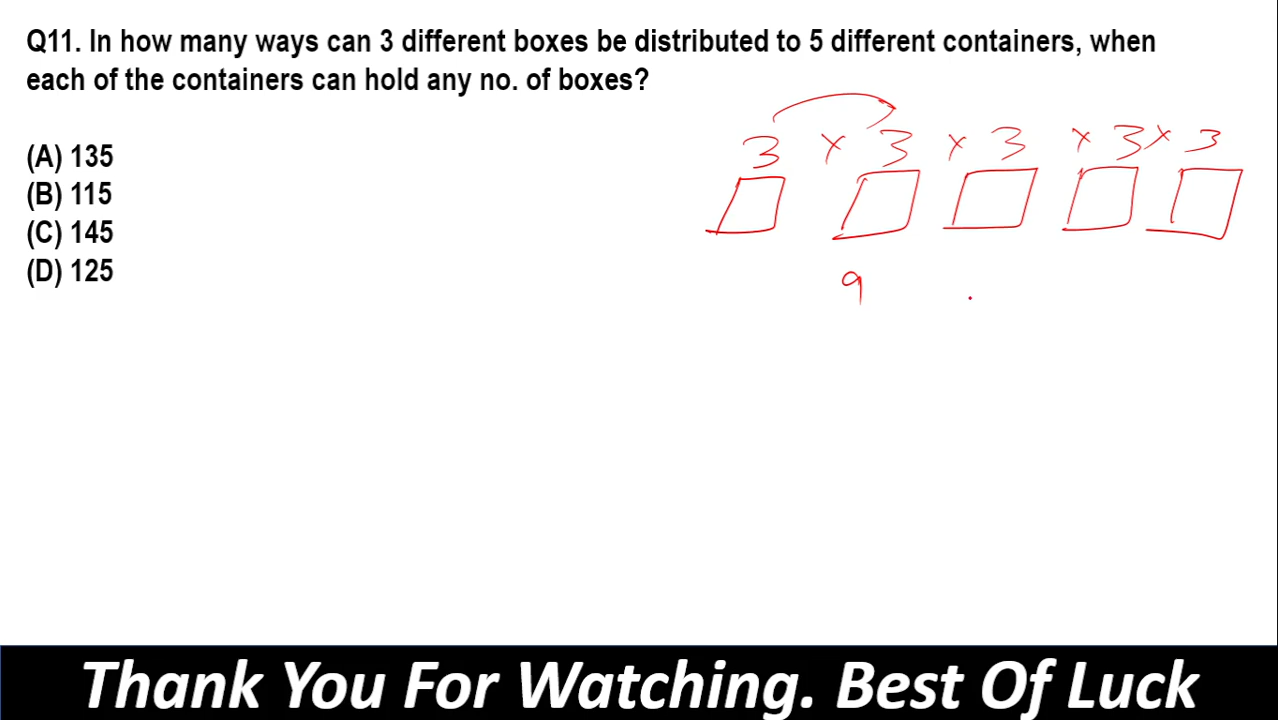 Q11. In how many ways can 3 different boxes be distributed to 5 different containers, when
each of the containers can hold any no. of boxes?
3 × 3 × 3 × 3 × 3
(A) 135
(B) 115
(C) 145
(D) 125
9
Thank You For Watching. Best Of Luck